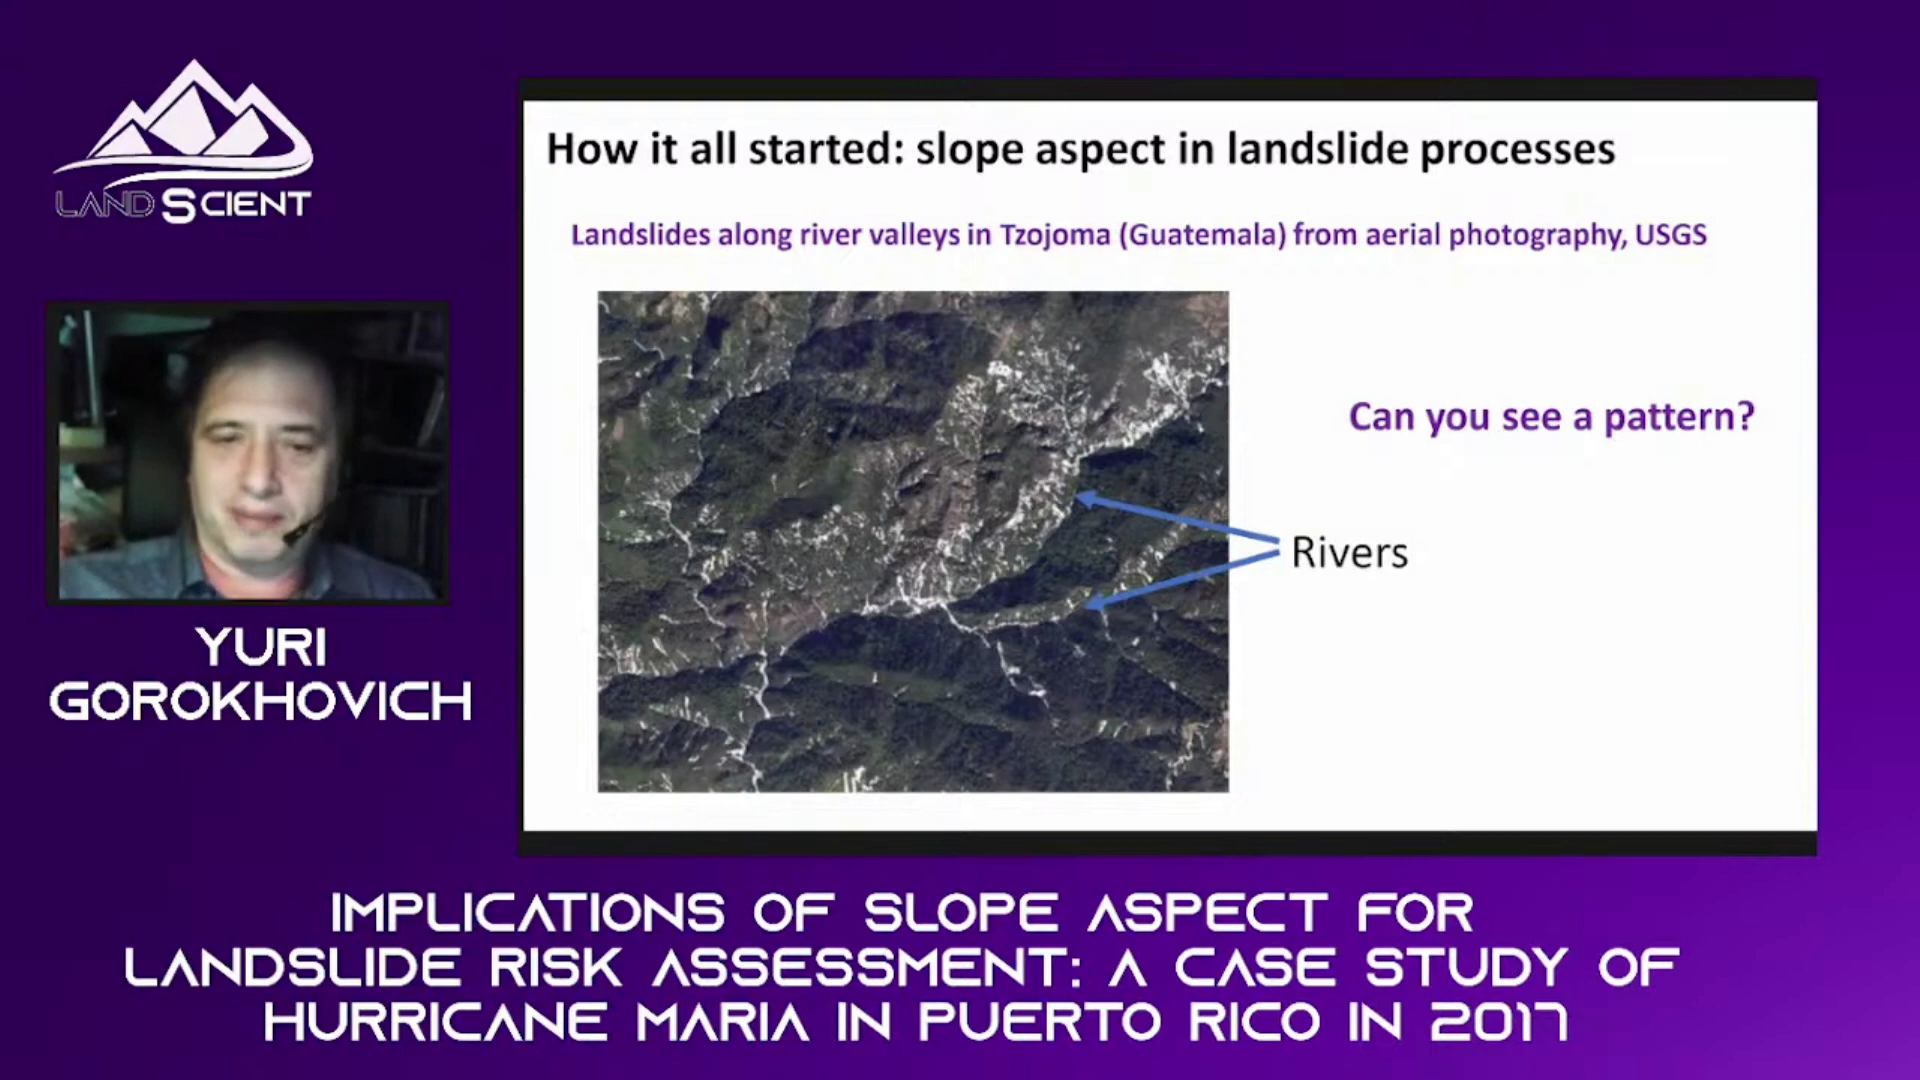 LANDSCIENT
How it all started: slope aspect in landslide processes
Landslides along river valleys in Tzojoma (Guatemala) from aerial photography, USGS
Can you see a pattern?
Rivers
YURI
GOROKHOVICH
IMPLICATIONS OF SLOPE ASPECT FOR
LANDSLIDE RISK ASSESSMENT: A CASE STUDY OF
HURRICANE MARIA IN PUERTO RICO IN 2017